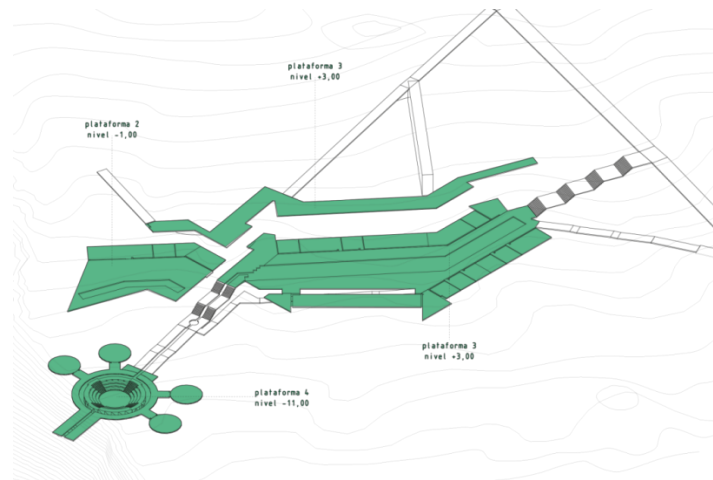 plataforma 3
nivel +3,00
plataforma 2
nivel -1,00
plataforma 3
nivel +3,00
plataforma 4
nivel -11,00